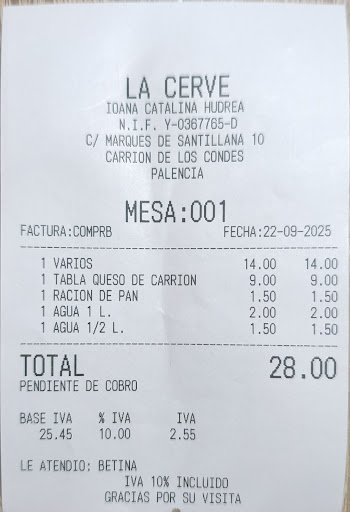 LA CERVE
IOANA CATALINA HUDREA
N.I.F. Y-0367765-D
C/ MARQUES DE SANTILLANA 10
CARRION DE LOS CONDES
PALENCIA
MESA:001
FACTURA:COMPRB FECHA:22-09-2025
1 VARIOS 14.00 14.00
1 TABLA QUESO DE CARRION 9.00 9.00
1 RACION DE PAN 1.50 1.50
1 AGUA 1 L. 2.00 2.00
1 AGUA 1/2 L. 1.50 1.50
TOTAL 28.00
PENDIENTE DE COBRO
BASE IVA % IVA IVA
25.45 10.00 2.55
LE ATENDIO: BETINA
IVA 10% INCLUIDO
GRACIAS POR SU VISITA